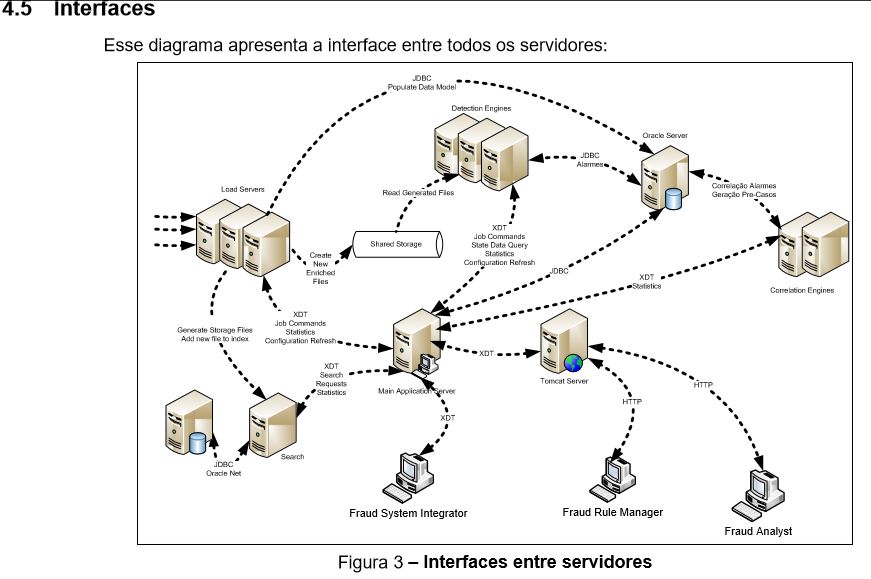 4.5 Interfaces
Esse diagrama apresenta a interface entre todos os servidores:
JDBC
Populate Data Model
Detection Engines
Oracle Server
JDBC
Alarmes
Read Generated Files
Correlação Alarmes
Geração Pre-Casos
Load Servers
Shared Storage
Create
New
Enriched
Files
XDT
Job Commands
State Data Query
Statistics
Configuration Refresh
JDBC
XDT
Statistics
Correlation Engines
XDT
Job Commands
Statistics
Configuration Refresh
Generate Storage Files
Add new file to index
XDT
Tomcat Server
XDT
Search
Requests
Statistics
Main Application Server
HTTP
HTTP
XDT
Search
JDBC
Oracle Net
Fraud System Integrator
Fraud Rule Manager
Fraud Analyst
Figura 3 – Interfaces entre servidores